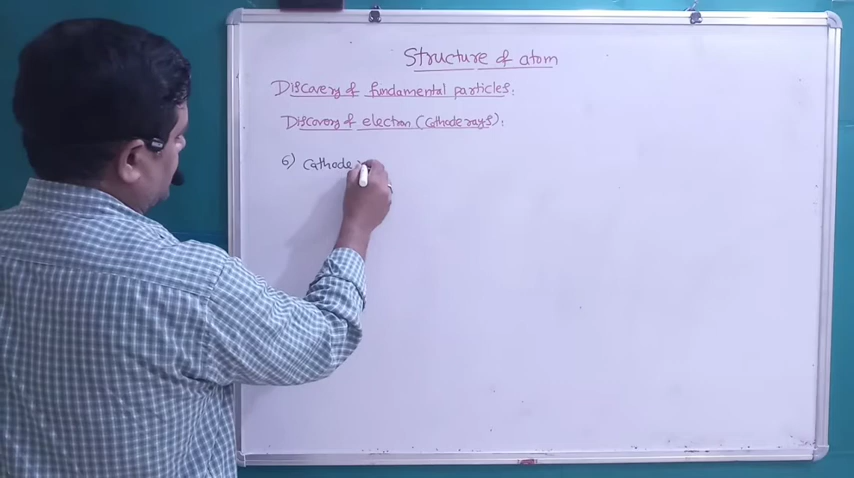 Structure of atom
Discovery of fundamental particles:
Discovery of electron (Cathode rays):
6) Cathode